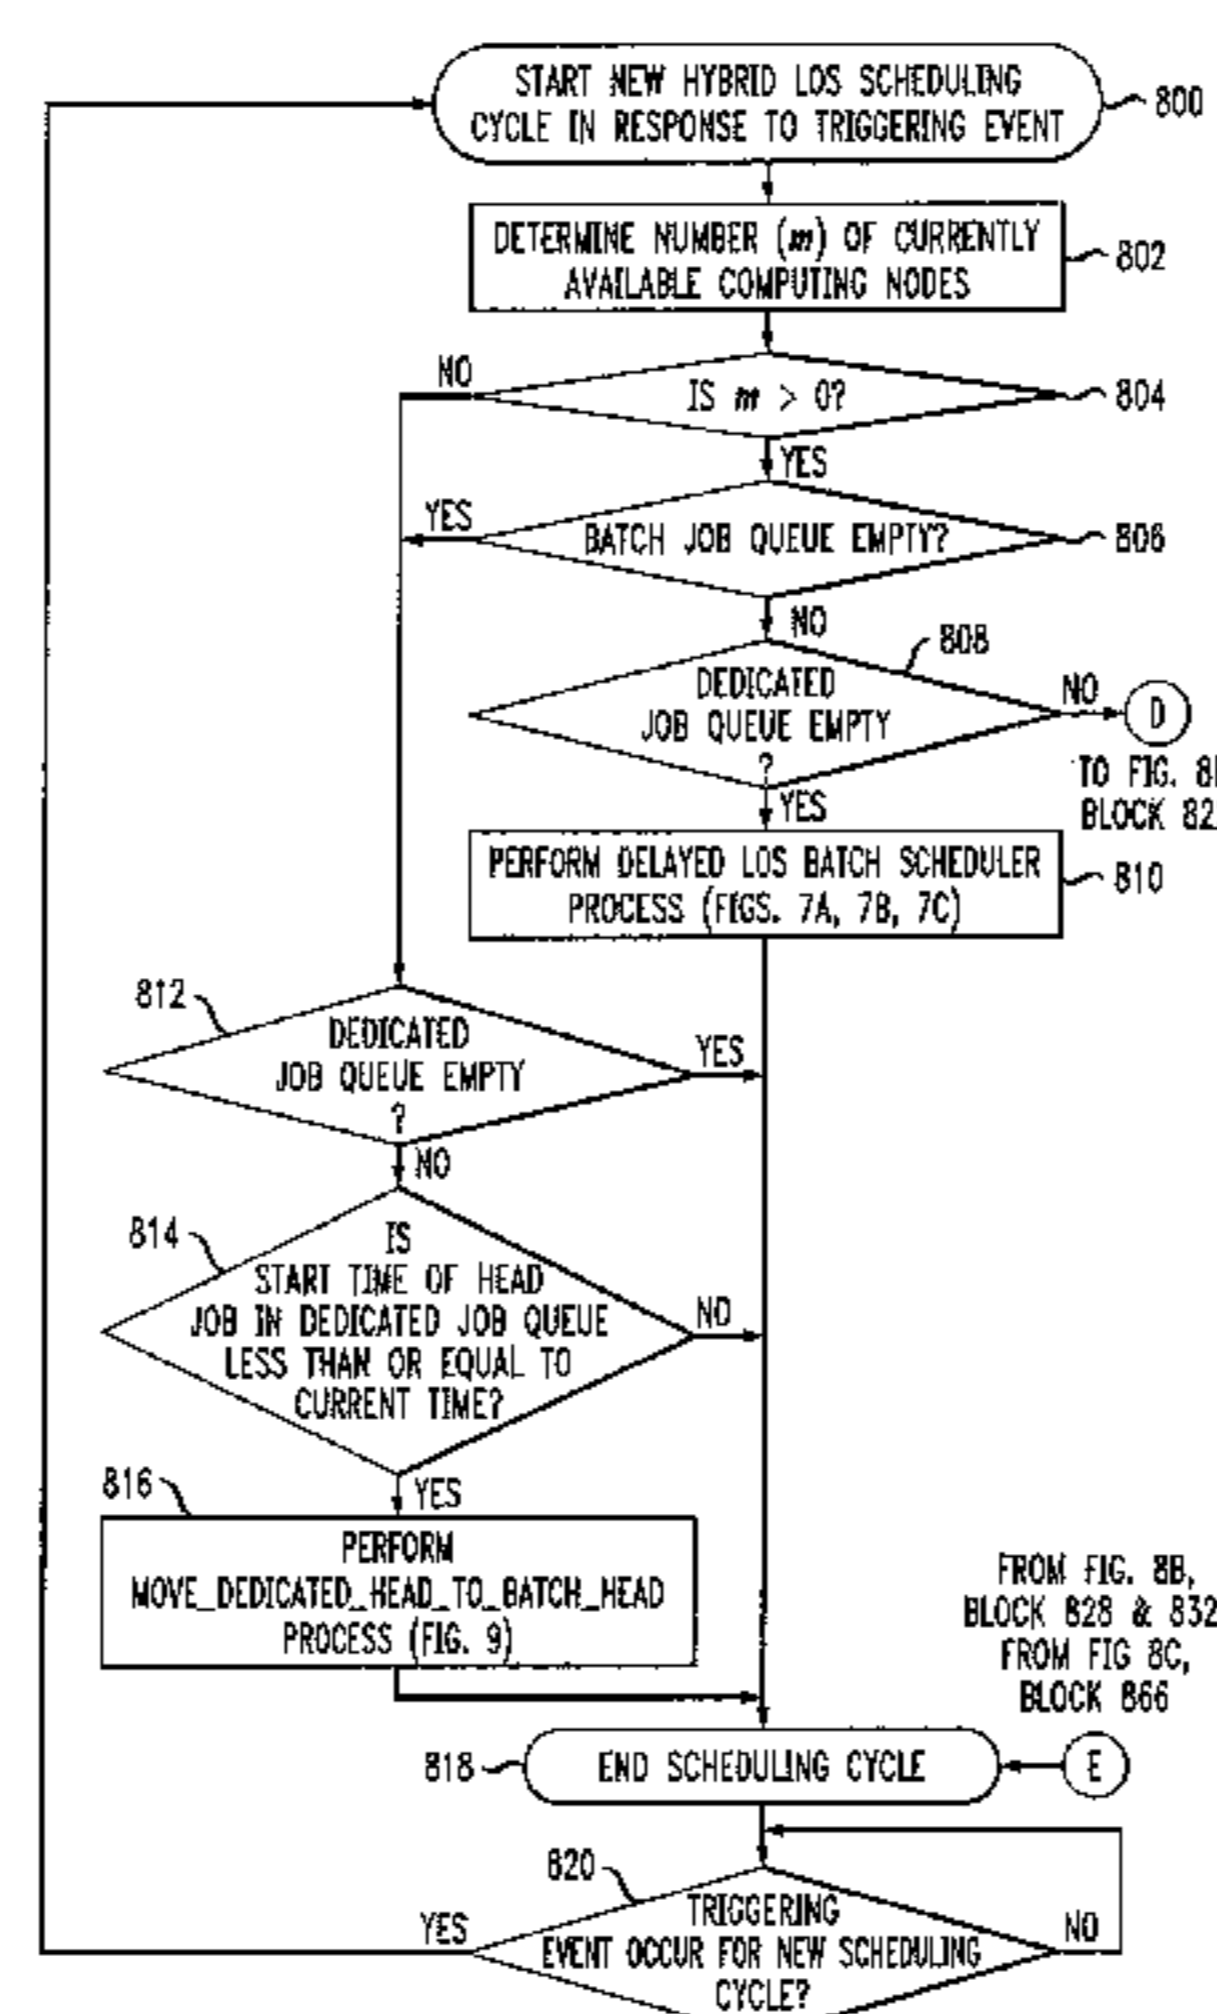 START NEW HYBRID LOS SCHEDULING
CYCLE IN RESPONSE TO TRIGGERING EVENT
800
DETERMINE NUMBER (m) OF CURRENTLY
AVAILABLE COMPUTING NODES
802
NO
IS m > 0?
804
YES
YES
BATCH JOB QUEUE EMPTY?
806
NO
808
DEDICATED
JOB QUEUE EMPTY
?
NO
D
TO FIG.
BLOCK
YES
PERFORM DELAYED LOS BATCH SCHEDULER
PROCESS (FIGS. 7A, 7B, 7C)
810
812
DEDICATED
JOB QUEUE EMPTY
?
YES
NO
814
IS
START TIME OF HEAD
JOB IN DEDICATED JOB QUEUE
LESS THAN OR EQUAL TO
CURRENT TIME?
NO
816
YES
PERFORM
MOVE_DEDICATED_HEAD_TO_BATCH_HEAD
PROCESS (FIG. 9)
FROM FIG. 8B,
BLOCK 828 & 832
FROM FIG 8C,
BLOCK 866
818
END SCHEDULING CYCLE
E
820
TRIGGERING
EVENT OCCUR FOR NEW SCHEDULING
CYCLE?
YES
NO